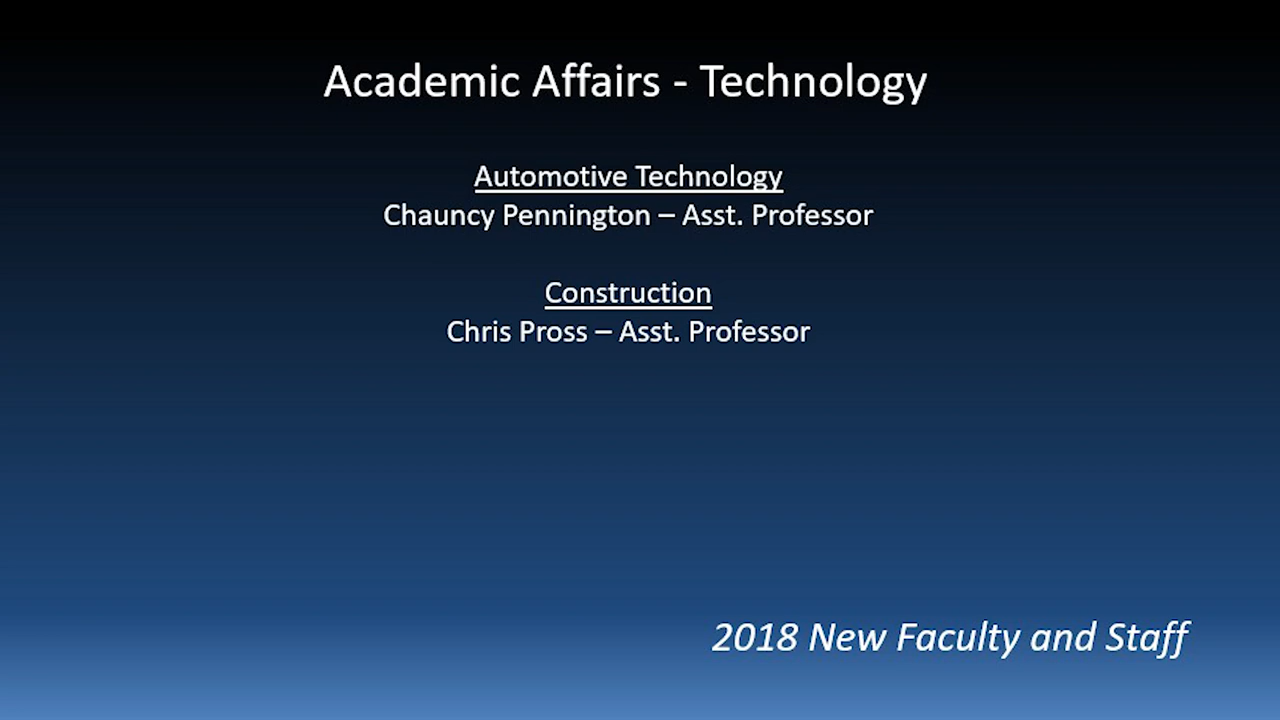 Academic Affairs - Technology
Automotive Technology
Chauncy Pennington – Asst. Professor
Construction
Chris Pross – Asst. Professor
2018 New Faculty and Staff